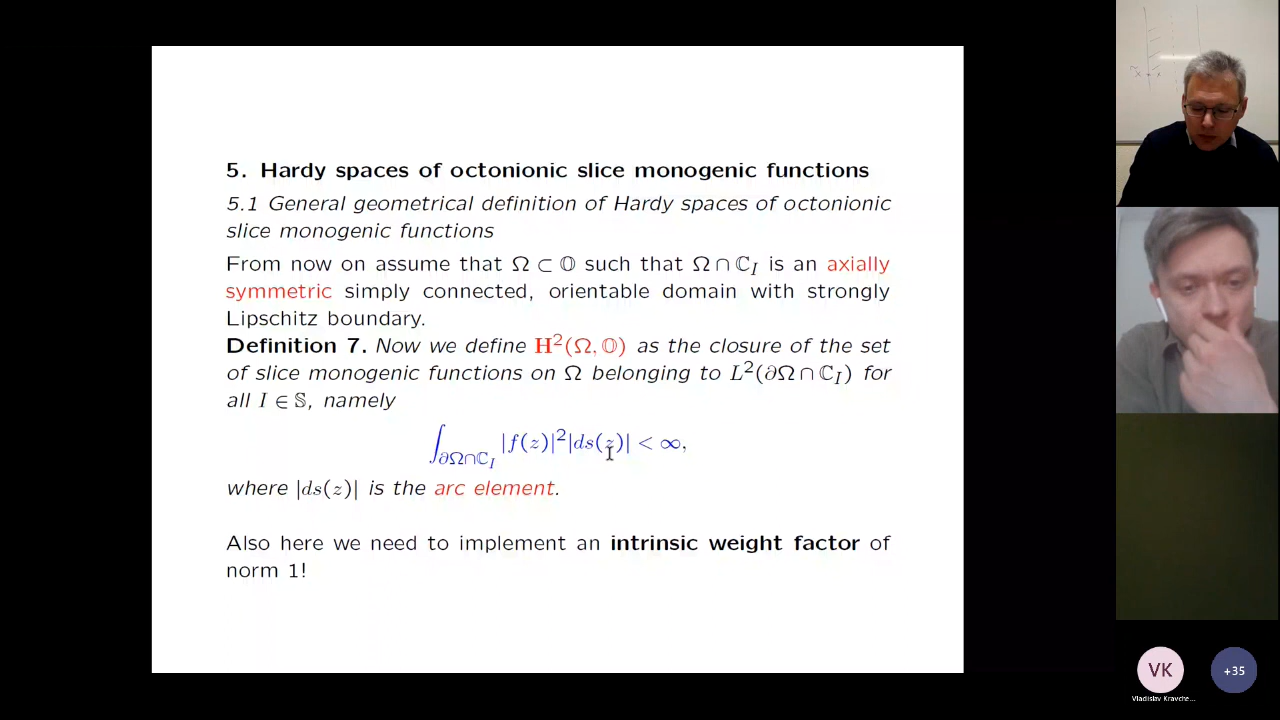 5. Hardy spaces of octonionic slice monogenic functions
5.1 General geometrical definition of Hardy spaces of octonionic
slice monogenic functions
From now on assume that Ω ⊂ 𝕆 such that Ω ∩ ℂ_I is an axially
symmetric simply connected, orientable domain with strongly
Lipschitz boundary.
Definition 7. Now we define H²(Ω, 𝕆) as the closure of the set
of slice monogenic functions on Ω belonging to L²(∂Ω ∩ ℂ_I) for
all I ∈ 𝕊, namely
∫_{∂Ω∩ℂ_I} |f(z)|²|ds(z)| < ∞,
where |ds(z)| is the arc element.
Also here we need to implement an intrinsic weight factor of
norm 1!
VK
Vladislav Kravche...
+35